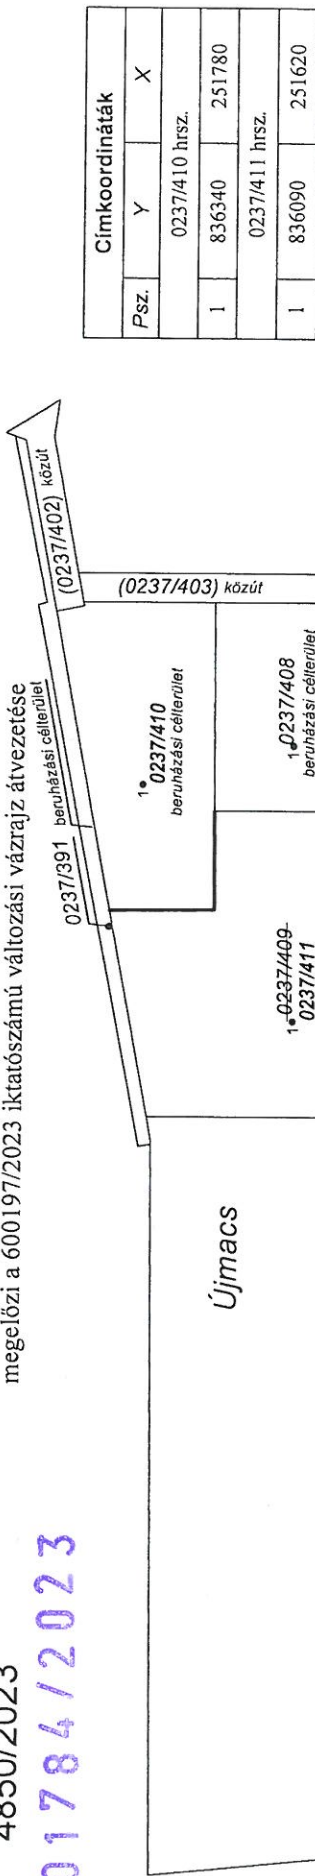 4850/2023
01784/2023
megelőzi a 600197/2023 iktatószámú változási vázrajz átvezetése
0237/391 beruházási célterület
(0237/402) közút
(0237/403) közút
1 0237/410
beruházási célterület
1 0237/408
beruházási célterület
1 0237/409
0237/411
Újmacs
Címkoordináták
Psz. Y X
0237/410 hrsz.
1 836340 251780
0237/411 hrsz.
1 836090 251620